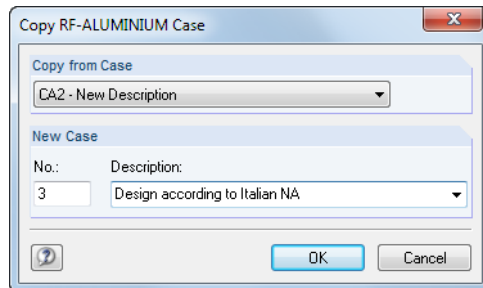 Copy RF-ALUMINIUM Case
Copy from Case
CA2 - New Description
New Case
No.: Description:
3 Design according to Italian NA
OK Cancel